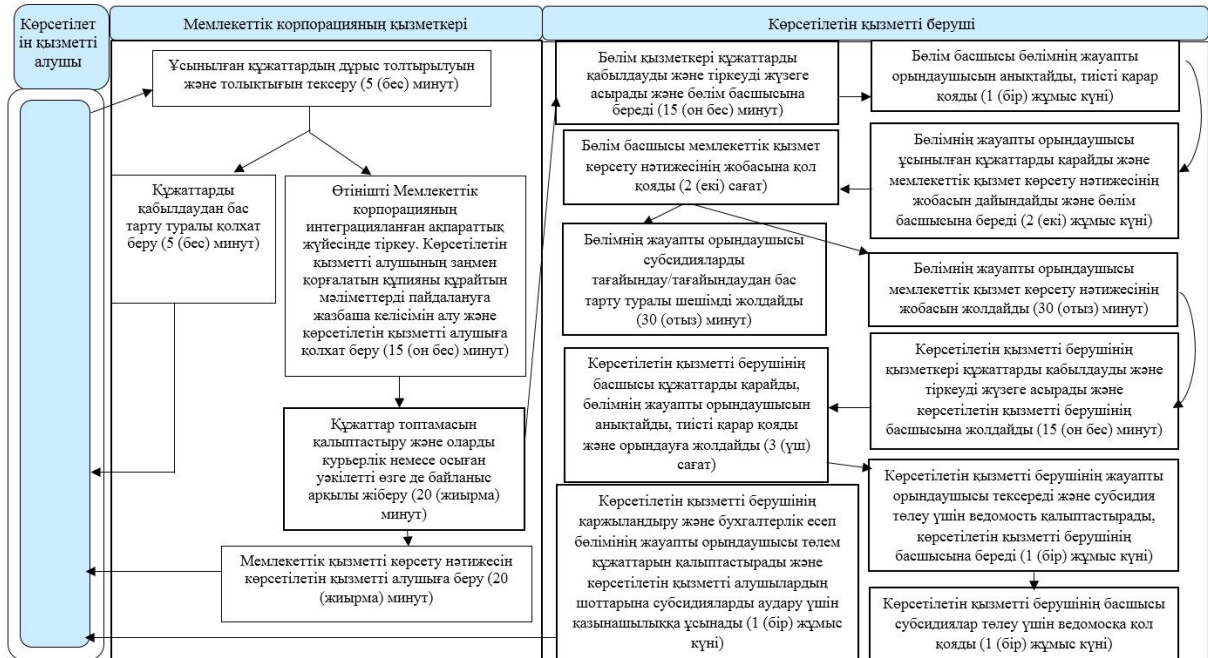 Көрсетілет
ін қызметті
алушы
Мемлекеттік корпорацияның қызметкері
Көрсетілетін қызметті беруші
Ұсынылған құжаттардың дұрыс толтырылуын
және толықтығын тексеру (5 (бес) минут)
Құжаттарды
қабылдаудан бас
тарту туралы қолхат
беру (5 (бес) минут)
Өтінішті Мемлекеттік
корпорацияның
интеграцияланған ақпараттық
жүйесінде тіркеу. Көрсетілетін
қызметті алушының заңмен
қорғалатын құпияны құрайтын
мәліметтерді пайдалануға
жазбаша келісімін алу және
көрсетілетін қызметті алушыға
қолхат беру (15 (он бес) минут)
Құжаттар топтамасын
қалыптастыру және оларды
курьерлік немесе осыған
уәкілетті өзге де байланыс
арқылы жіберу (20 (жиырма)
минут)
Мемлекеттік қызметті көрсету нәтижесін
көрсетілетін қызметті алушыға беру (20
(жиырма) минут)
Бөлім қызметкері құжаттарды
қабылдауды және тіркеуді жүзеге
асырады және бөлім басшысына
береді (15 (он бес) минут)
Бөлім басшысы бөлімнің жауапты
орындаушысын анықтайды, тиісті қарар
қояды (1 (бір) жұмыс күні)
Бөлімнің жауапты орындаушысы
ұсынылған құжаттарды қарайды және
мемлекеттік қызмет көрсету нәтижесінің
жобасын дайындайды және бөлім
басшысына береді (2 (екі) жұмыс күні)
Бөлім басшысы мемлекеттік қызмет
көрсету нәтижесінің жобасына қол
қояды (2 (екі) сағат)
Бөлімнің жауапты орындаушысы
субсидияларды
тағайындау/тағайындаудан бас
тарту туралы шешімді жолдайды
(30 (отыз) минут)
Бөлімнің жауапты орындаушысы
мемлекеттік қызмет көрсету нәтижесінің
жобасын жолдайды (30 (отыз) минут)
Көрсетілетін қызметті берушінің
қызметкері құжаттарды қабылдауды және
тіркеуді жүзеге асырады және
көрсетілетін қызметті берушінің
басшысына жолдайды (15 (он бес) минут)
Көрсетілетін қызметті берушінің
басшысы құжаттарды қарайды,
бөлімнің жауапты орындаушысын
анықтайды, тиісті қарар қояды
және орындауға жолдайды (3 (үш)
сағат)
Көрсетілетін қызметті берушінің жауапты
орындаушысы тексереді және субсидия
төлеу үшін ведомость қалыптастырады,
көрсетілетін қызметті берушінің
басшысына береді (1 (бір) жұмыс күні)
Көрсетілетін қызметті берушінің басшысы
субсидиялар төлеу үшін ведомосқа қол
қояды (1 (бір) жұмыс күні)
Көрсетілетін қызметті берушінің
қаржыландыру және бухгалтерлік есеп
бөлімінің жауапты орындаушысы төлем
құжаттарын қалыптастырады және
көрсетілетін қызметті алушылардың
шоттарына субсидияларды аудару үшін
қазынашылыққа ұсынады (1 (бір) жұмыс
күні)